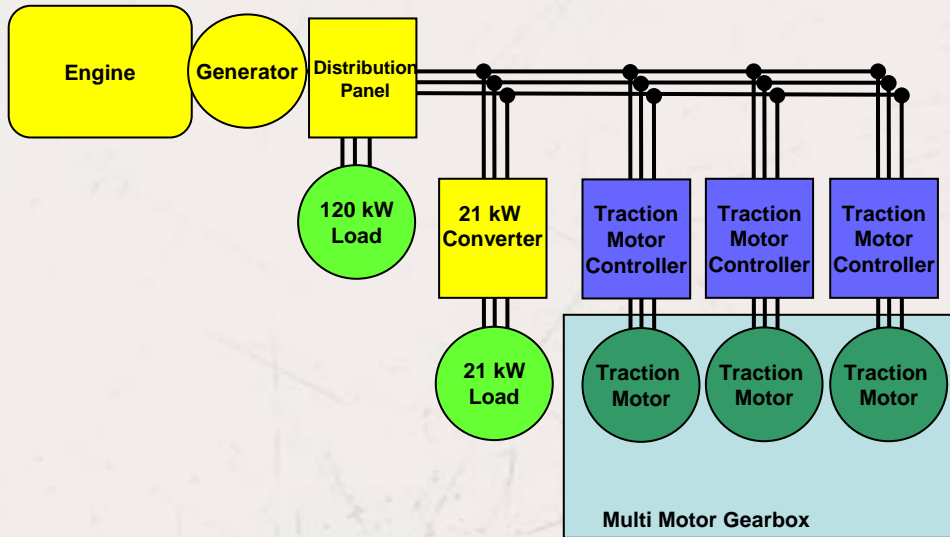 Engine
Generator
Distribution
Panel
120 kW
Load
21 kW
Converter
Traction
Motor
Controller
Traction
Motor
Controller
Traction
Motor
Controller
21 kW
Load
Traction
Motor
Traction
Motor
Traction
Motor
Multi Motor Gearbox